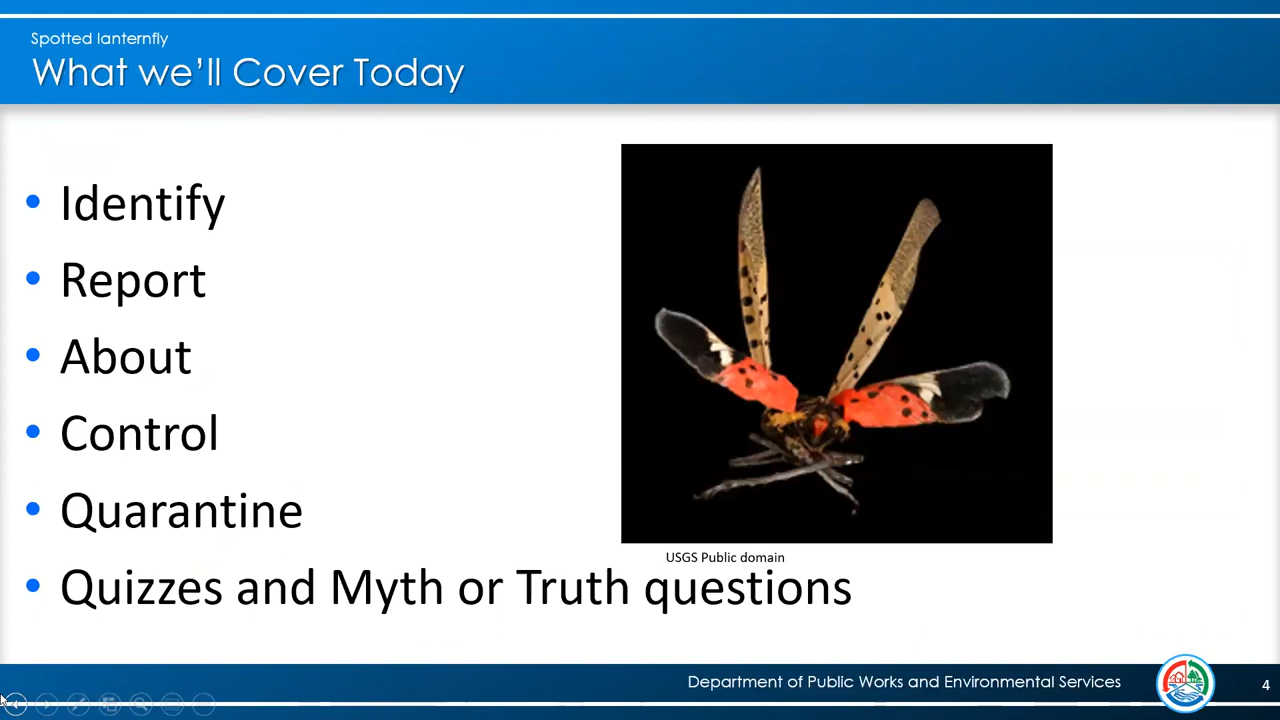 Spotted lanternfly
What we'll Cover Today
• Identify
• Report
• About
• Control
• Quarantine
• Quizzes and Myth or Truth questions
USGS Public domain
Department of Public Works and Environmental Services
4